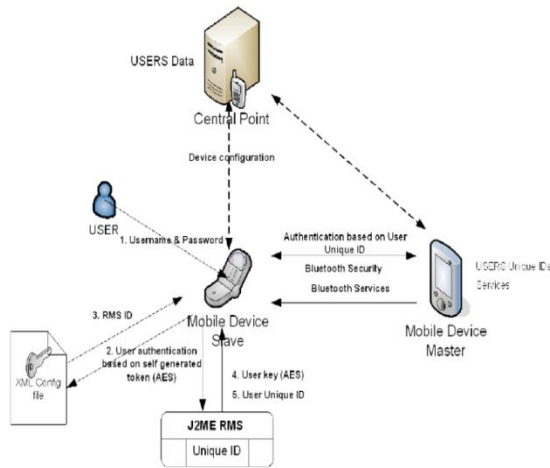 USERS Data
Central Point
Device configuration
USER
1. Username & Password
Authentication based on User
Unique ID
Bluetooth Security
Bluetooth Services
USERS Unique IDs
Services
Mobile Device
Master
Mobile Device
Slave
3. RMS ID
2. User authentication
based on self generated
token (AES)
XML Config
file
4. User key (AES)
5. User Unique ID
J2ME RMS
Unique ID